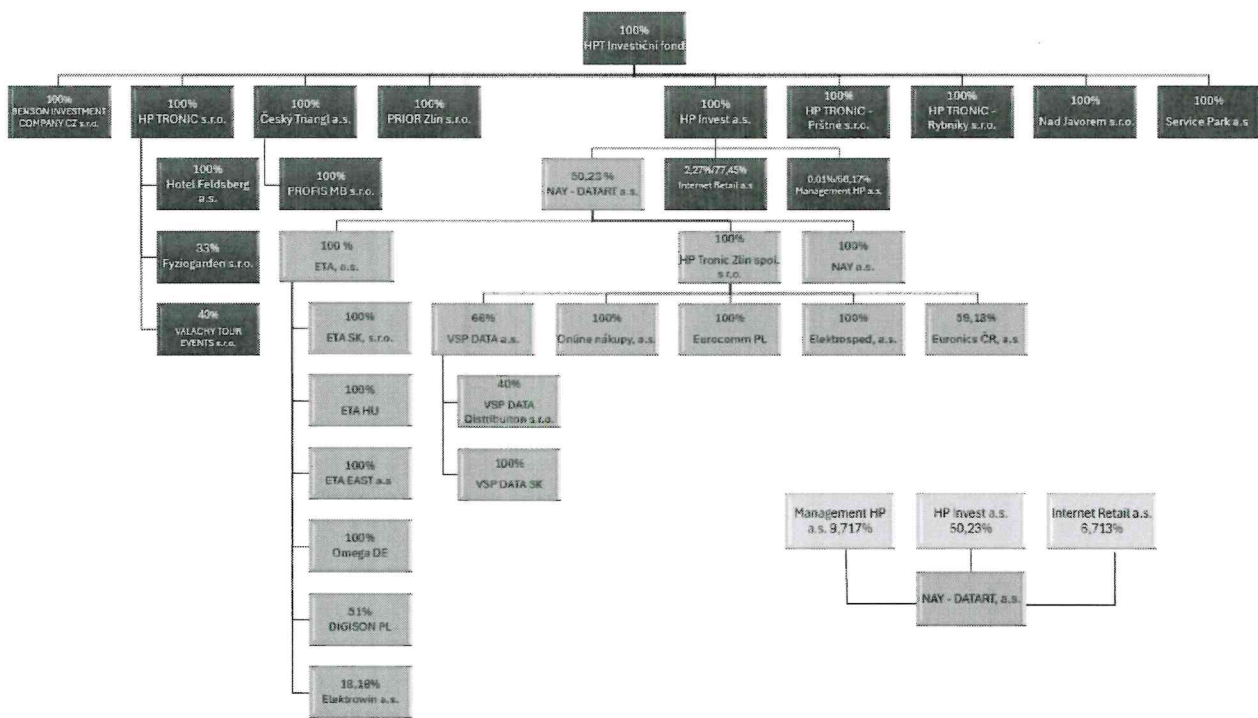 100%
HPT Investiční fond
100%
BENSON INVESTMENT
COMPANY CZ s.r.o.
100%
HP TRONIC s.r.o.
100%
Český Triangl a.s.
100%
PRIOR Zlín s.r.o.
100%
HP Invest a.s.
100%
HP TRONIC -
Prštné s.r.o.
100%
HP TRONIC -
Rybníky s.r.o.
100%
Nad Javorem s.r.o.
100%
Service Park a.s
100%
Hotel Feldsberg
a.s.
100%
PROFIS MB s.r.o.
50,23 %
NAY - DATART a.s.
2,27%/77,45%
Internet Retail a.s
0,01%/68,17%
Management HP a.s.
33%
Fyziogarden s.r.o.
100 %
ETA, a.s.
100%
HP Tronic Zlín spol.
s.r.o.
100%
NAY a.s.
40%
VALACHY TOUR
EVENTS s.r.o.
100%
ETA SK, s.r.o.
66%
VSP DATA a.s.
100%
Online nákupy, a.s.
100%
Eurocomm PL
100%
Elektrosped, a.s.
59,18%
Euronics ČR, a.s
100%
ETA HU
40%
VSP DATA
Distribuiton s.r.o.
100%
ETA EAST a.s
100%
VSP DATA SK
Management HP
a.s. 9,717%
HP Invest a.s.
50,23%
Internet Retail a.s.
6,713%
100%
Omega DE
NAY - DATART, a.s.
51%
DIGISON PL
18,18%
Elektrowin a.s.